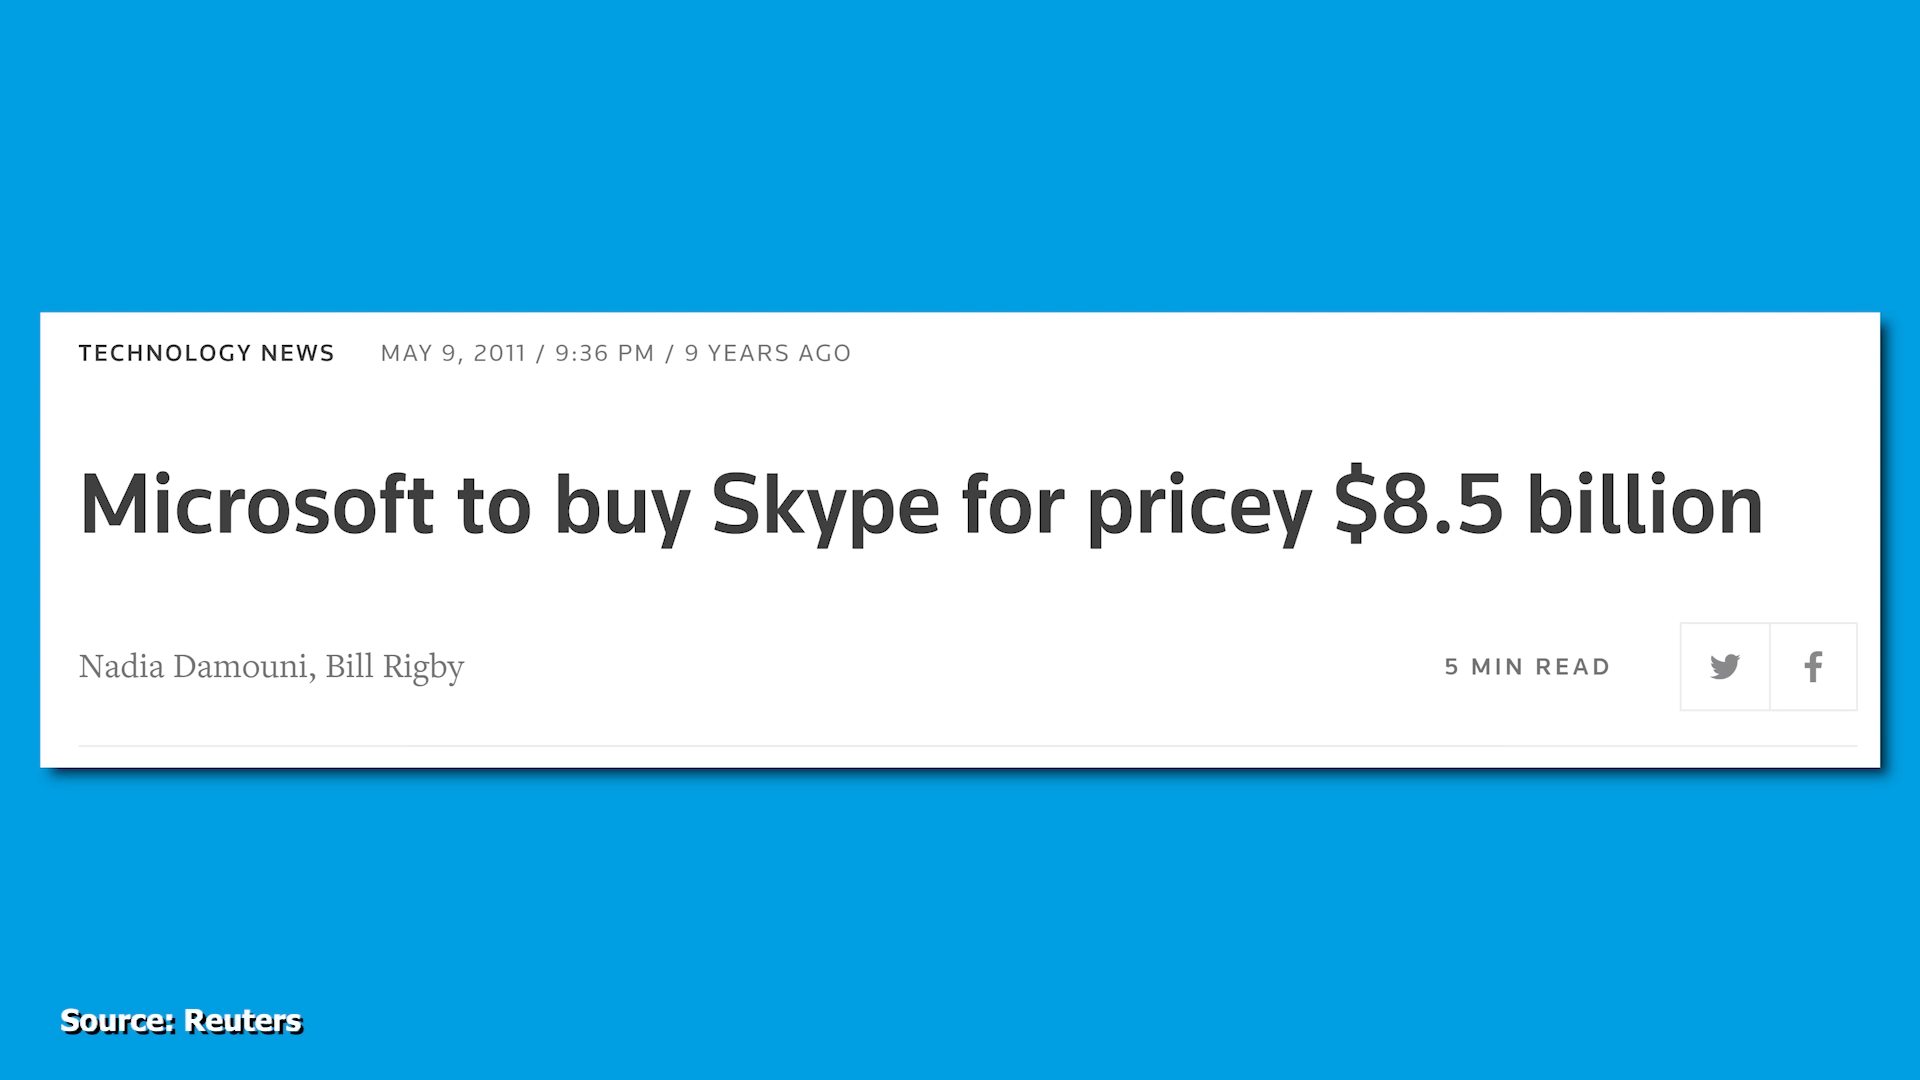 TECHNOLOGY NEWS MAY 9, 2011 / 9:36 PM / 9 YEARS AGO
Microsoft to buy Skype for pricey $8.5 billion
Nadia Damouni, Bill Rigby 5 MIN READ
Source: Reuters